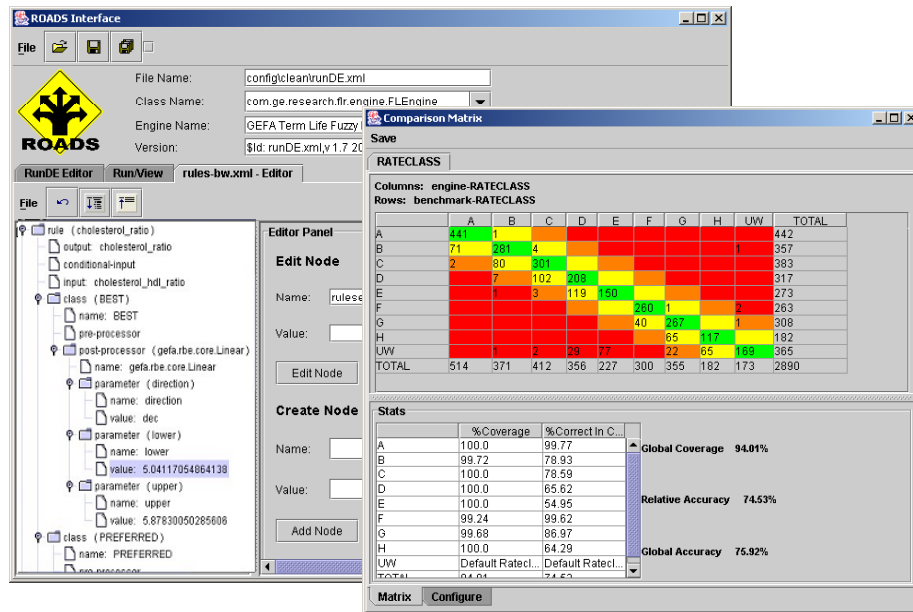 ROADS Interface
File
ROADS
File Name: config\clean\runDE.xml
Class Name: com.ge.research.flr.engine.FLEngine
Engine Name: GEFA Term Life Fuzzy
Version: $Id: runDE.xml,v 1.7 20
RunDE Editor Run/View rules-bw.xml - Editor
File
rule (cholesterol_ratio)
output: cholesterol_ratio
conditional-input
input: cholesterol_hdl_ratio
class (BEST)
name: BEST
pre-processor
post-processor (gefa.rbe.core.Linear)
name: gefa.rbe.core.Linear
parameter (direction)
name: direction
value: dec
parameter (lower)
name: lower
value: 5.04117054864138
parameter (upper)
name: upper
value: 5.87830050285606
class (PREFERRED)
name: PREFERRED
pre-processor
Editor Panel
Edit Node
Name: rulese
Value:
Edit Node
Create Node
Name:
Value:
Add Node
Comparison Matrix
Save
RATECLASS
Columns: engine-RATECLASS
Rows: benchmark-RATECLASS
A B C D E F G H UW TOTAL
A 441 1 442
B 71 281 4 1 357
C 2 80 301 383
D 7 102 208 317
E 1 3 119 150 273
F 260 1 2 263
G 40 267 1 308
H 65 117 182
UW 1 2 29 77 22 65 169 365
TOTAL 514 371 412 356 227 300 355 182 173 2890
Stats
%Coverage %Correct In C...
A 100.0 99.77
B 99.72 78.93
C 100.0 78.59
D 100.0 65.62
E 100.0 54.95
F 99.24 99.62
G 99.68 86.97
H 100.0 64.29
UW Default Ratecl... Default Ratecl...
TOTAL 94.01 74.53
Global Coverage 94.01%
Relative Accuracy 74.53%
Global Accuracy 75.92%
Matrix Configure